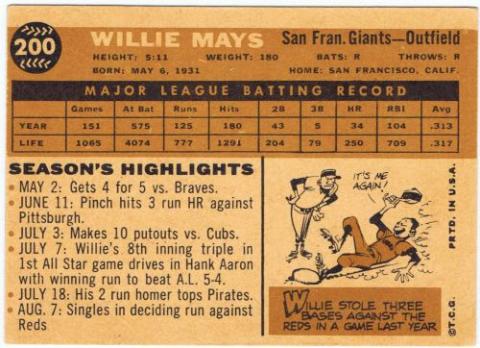 200
WILLIE MAYS San Fran. Giants—Outfield
HEIGHT: 5:11 WEIGHT: 180 BATS: R THROWS: R
BORN: MAY 6, 1931 HOME: SAN FRANCISCO, CALIF.
MAJOR LEAGUE BATTING RECORD
Games At Bat Runs Hits 2B 3B HR RBI Avg
YEAR 151 575 125 180 43 5 34 104 .313
LIFE 1065 4074 777 1291 204 79 250 709 .317
SEASON'S HIGHLIGHTS
• MAY 2: Gets 4 for 5 vs. Braves.
• JUNE 11: Pinch hits 3 run HR against
Pittsburgh.
• JULY 3: Makes 10 putouts vs. Cubs.
• JULY 7: Willie's 8th inning triple in
1st All Star game drives in Hank Aaron
with winning run to beat A.L. 5-4.
• JULY 18: His 2 run homer tops Pirates.
• AUG. 7: Singles in deciding run against
Reds
IT'S ME
AGAIN!
WILLIE STOLE THREE
BASES AGAINST THE
REDS IN A GAME LAST YEAR
©T.C.G. PRTD. IN U.S.A.